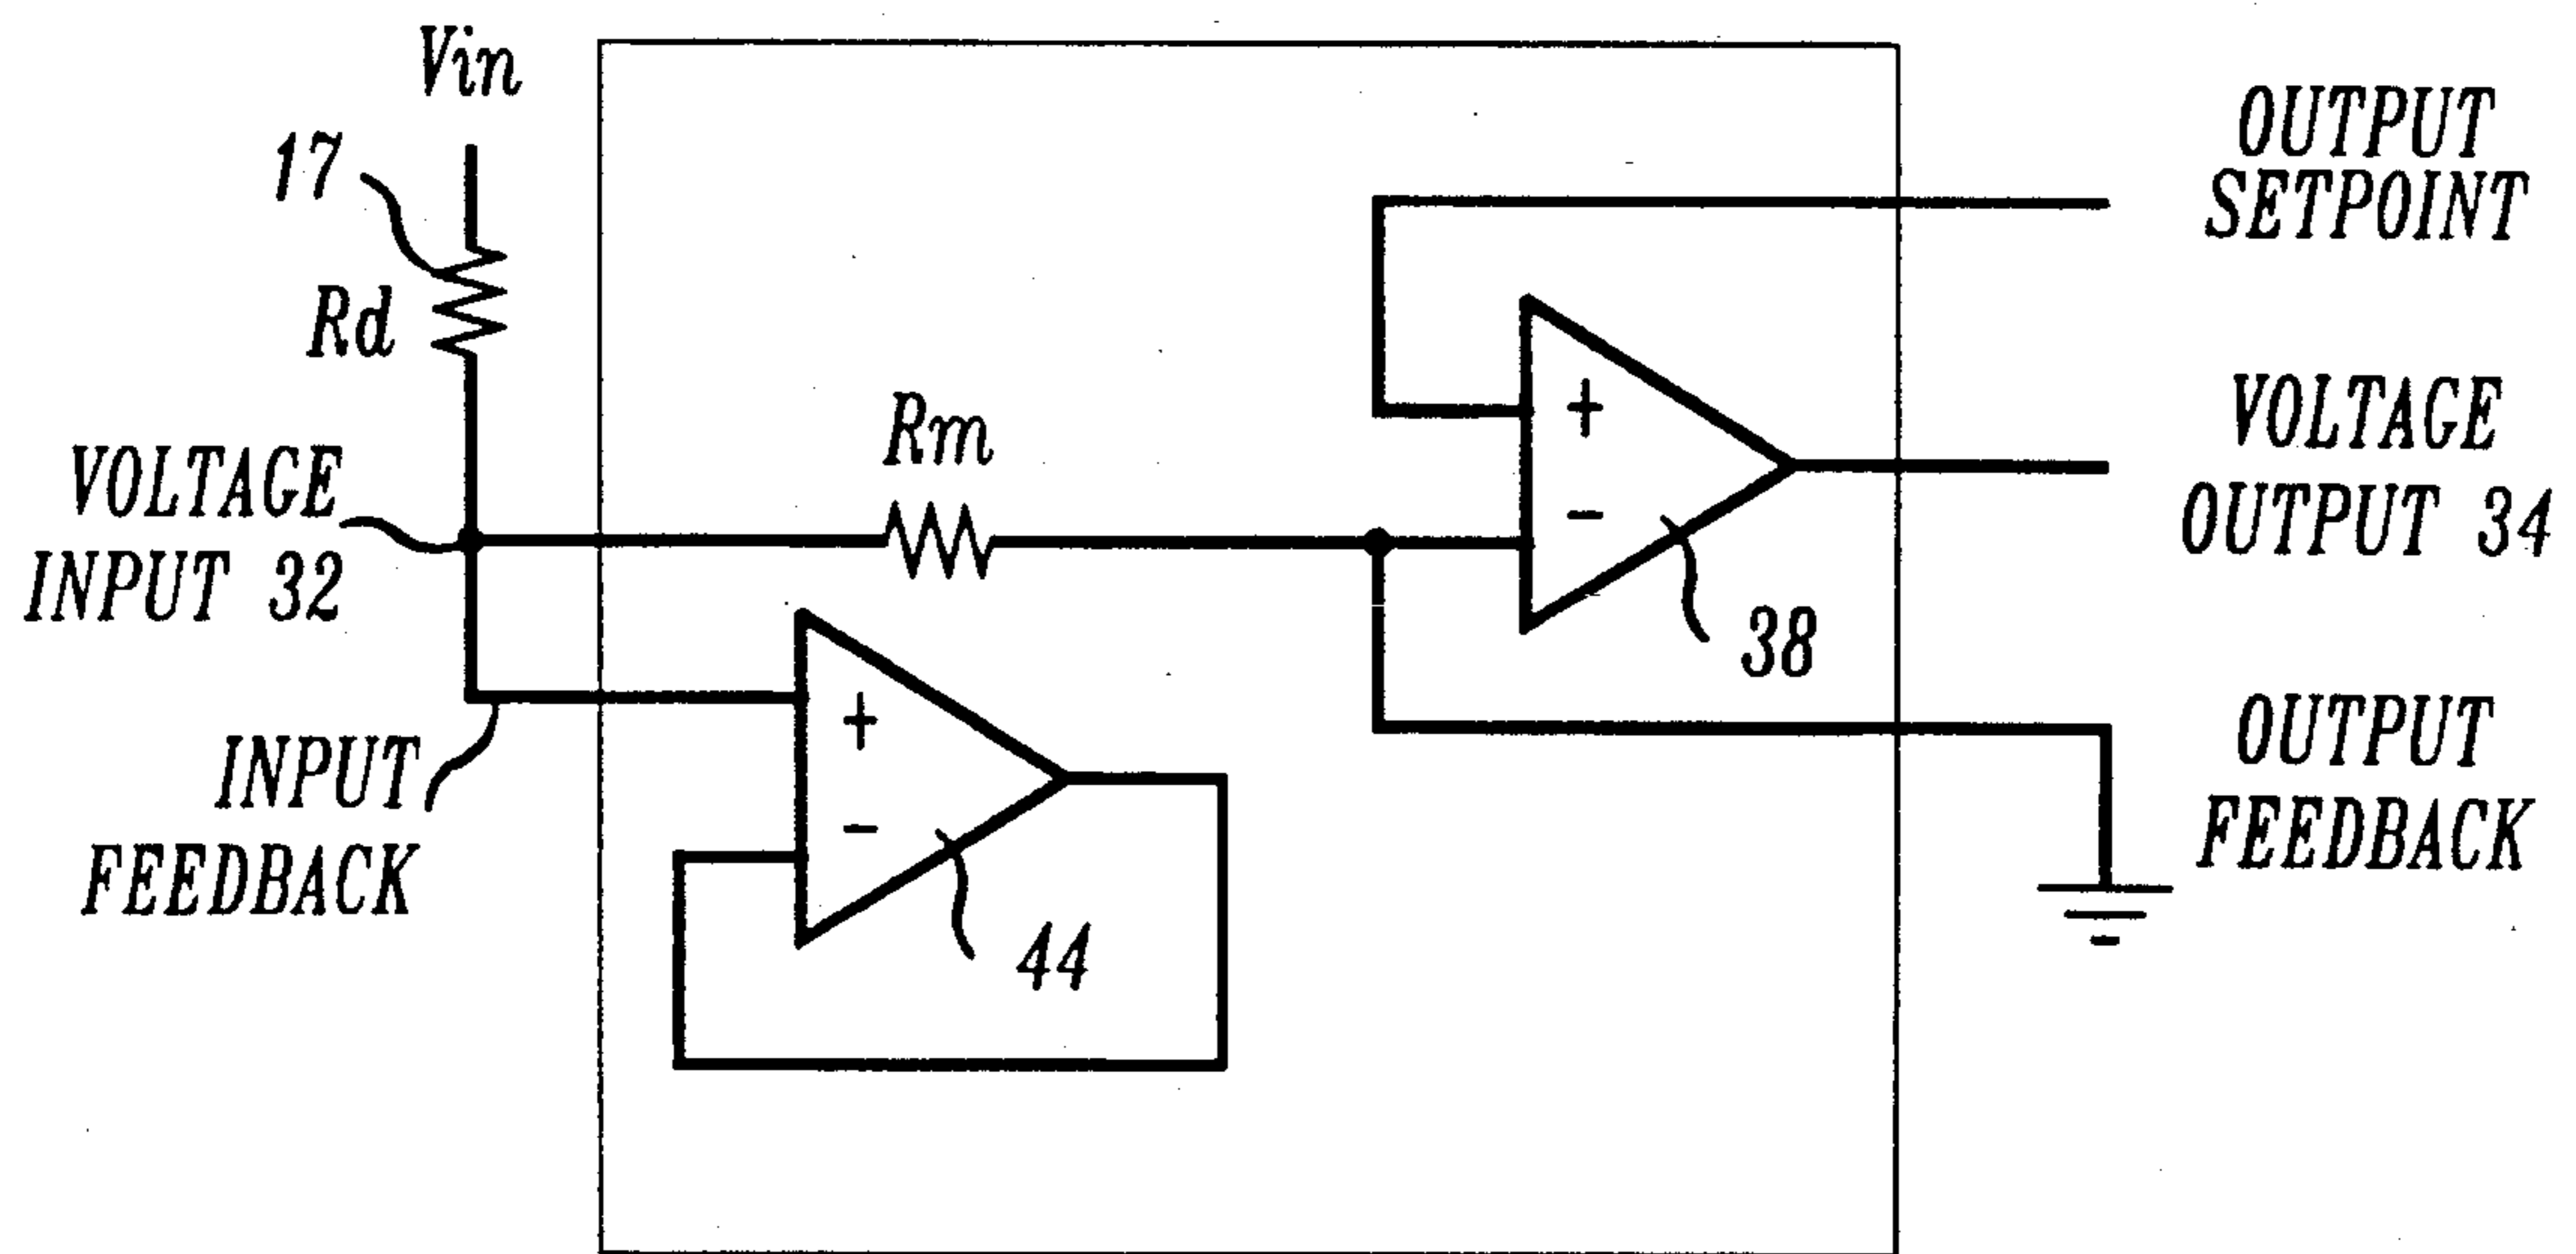 Vin
17
Rd
VOLTAGE
INPUT 32
INPUT
FEEDBACK
Rm
+
-
44
+
-
38
OUTPUT
SETPOINT
VOLTAGE
OUTPUT 34
OUTPUT
FEEDBACK